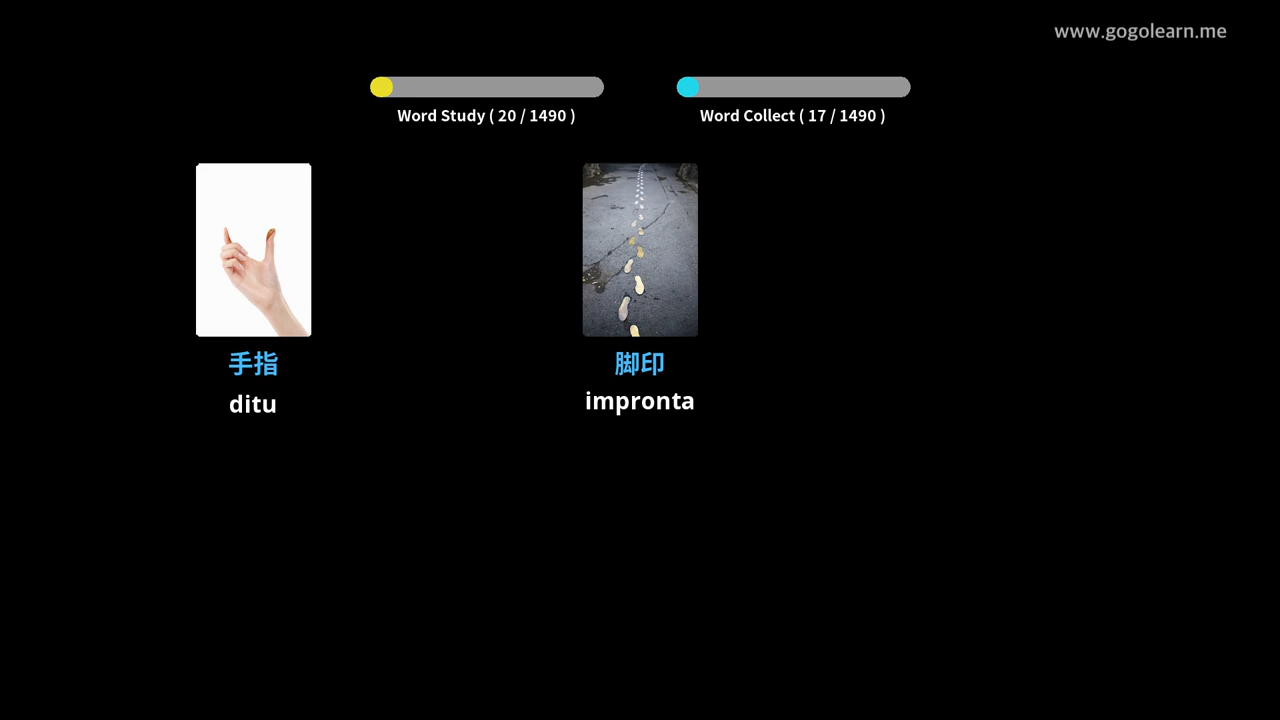 www.gogolearn.me
Word Study ( 20 / 1490 )
Word Collect ( 17 / 1490 )
手指
ditu
脚印
impronta